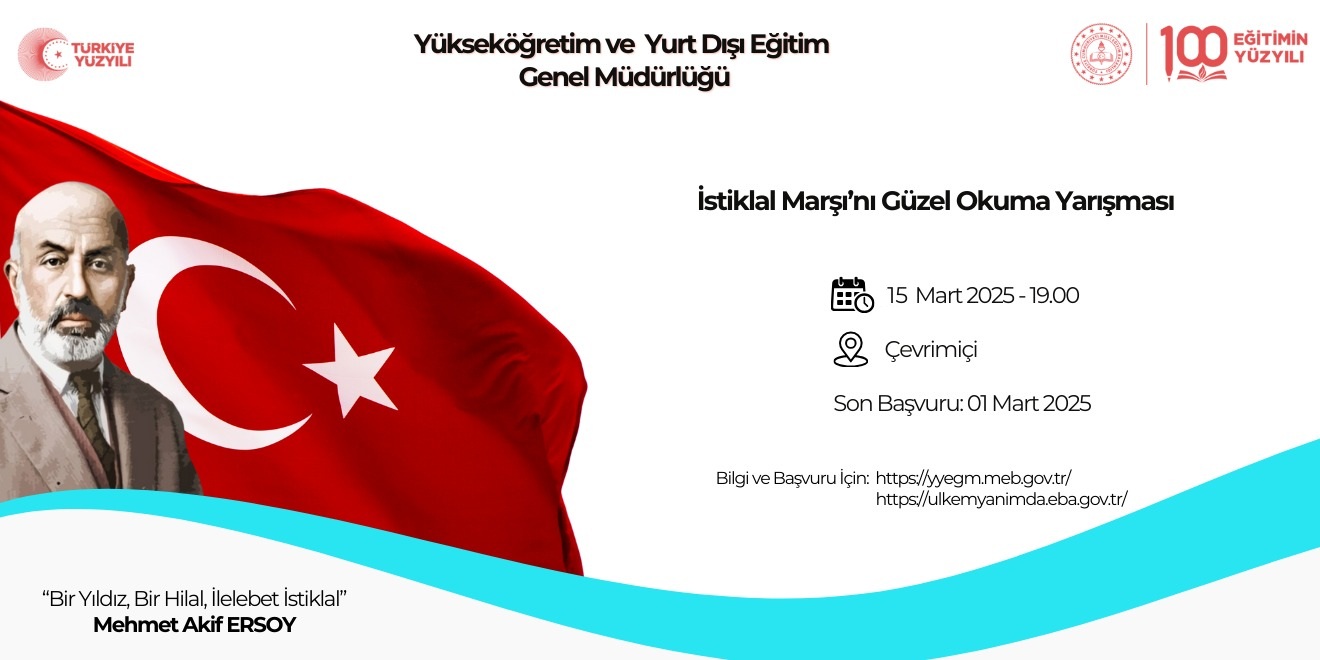 TÜRKİYE
YÜZYILI
Yükseköğretim ve Yurt Dışı Eğitim
Genel Müdürlüğü
100
EĞİTİMİN
YÜZYILI
İstiklal Marşı’nı Güzel Okuma Yarışması
15 Mart 2025 - 19.00
Çevrimiçi
Son Başvuru: 01 Mart 2025
Bilgi ve Başvuru İçin: https://yyegm.meb.gov.tr/
https://ulkemyanimda.eba.gov.tr/
“Bir Yıldız, Bir Hilal, İlelebet İstiklal”
Mehmet Akif ERSOY